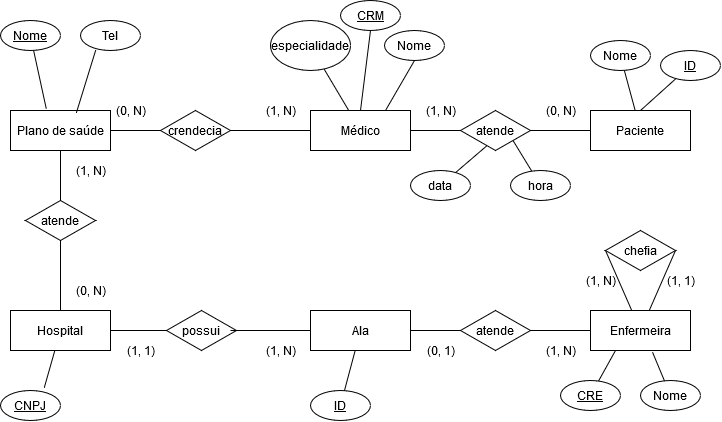 CRM
Nome
Tel
especialidade
Nome
Nome
ID
(0, N)
(1, N)
(1, N)
(0, N)
Plano de saúde
crendecia
Médico
atende
Paciente
(1, N)
data
hora
atende
chefia
(0, N)
(1, N)
(1, 1)
Hospital
possui
Ala
atende
Enfermeira
(1, 1)
(1, N)
(0, 1)
(1, N)
CNPJ
ID
CRE
Nome